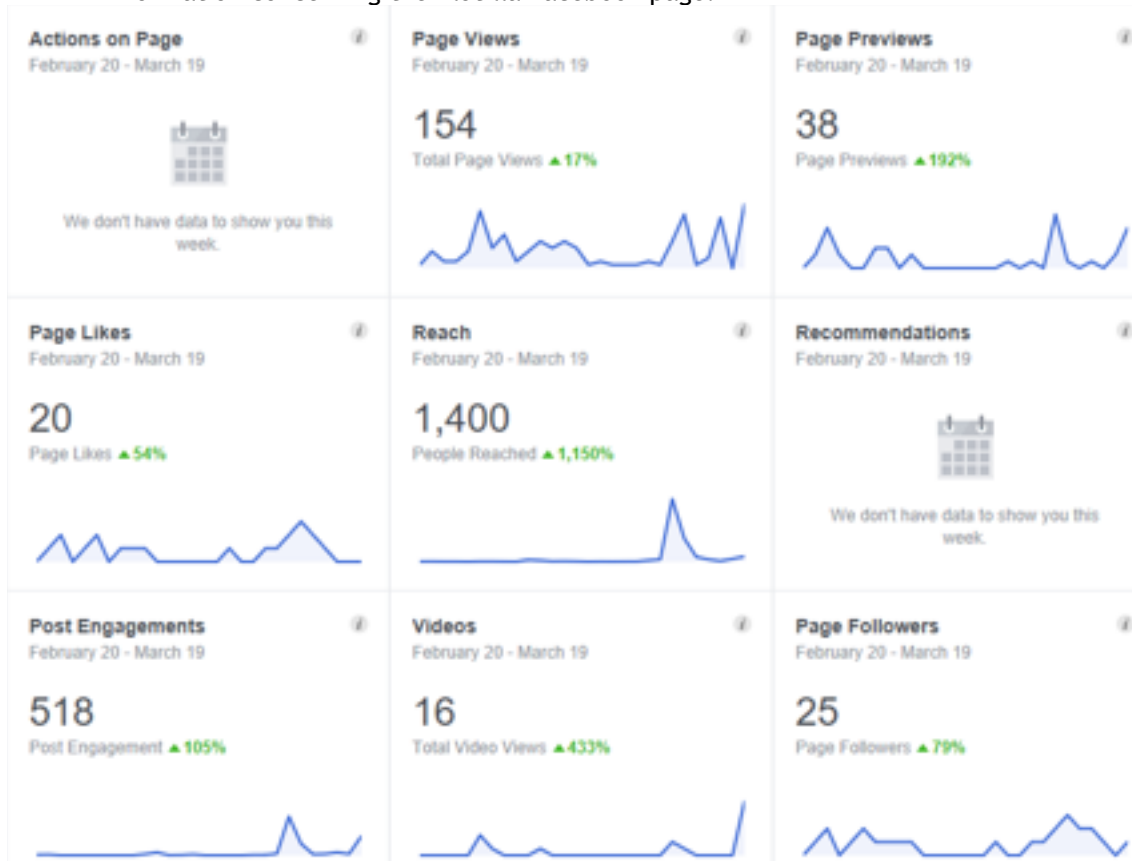 Facebook page.
Actions on Page
February 20 - March 19
We don't have data to show you this
week.
Page Views
February 20 - March 19
154
Total Page Views ▲17%
Page Previews
February 20 - March 19
38
Page Previews ▲192%
Page Likes
February 20 - March 19
20
Page Likes ▲54%
Reach
February 20 - March 19
1,400
People Reached ▲1,150%
Recommendations
February 20 - March 19
We don't have data to show you this
week.
Post Engagements
February 20 - March 19
518
Post Engagement ▲105%
Videos
February 20 - March 19
16
Total Video Views ▲433%
Page Followers
February 20 - March 19
25
Page Followers ▲79%